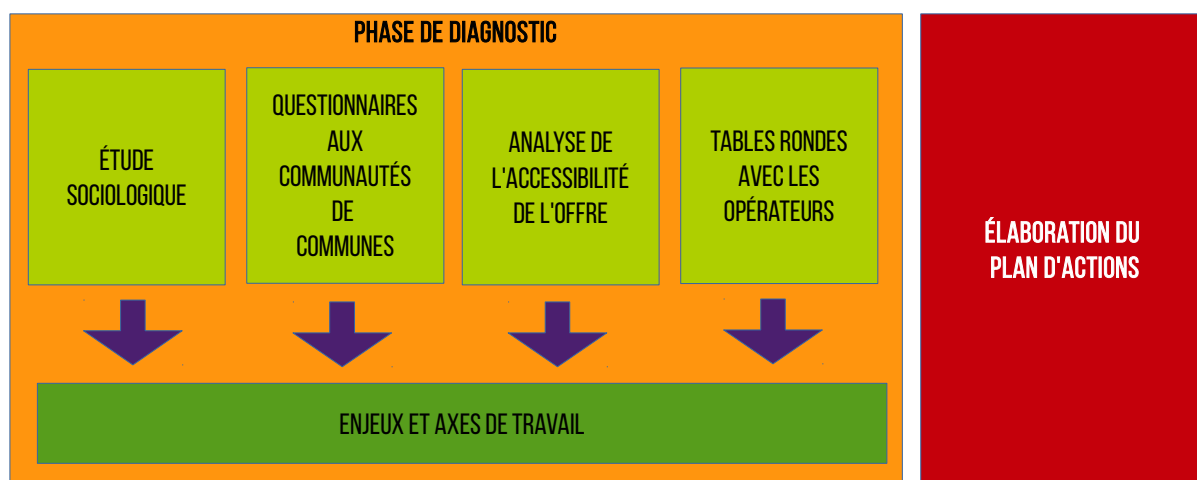 PHASE DE DIAGNOSTIC
ÉTUDE
SOCIOLOGIQUE
QUESTIONNAIRES
AUX
COMMUNAUTÉS
DE
COMMUNES
ANALYSE DE
L'ACCESSIBILITÉ
DE L'OFFRE
TABLES RONDES
AVEC LES
OPÉRATEURS
ENJEUX ET AXES DE TRAVAIL
ÉLABORATION DU
PLAN D'ACTIONS